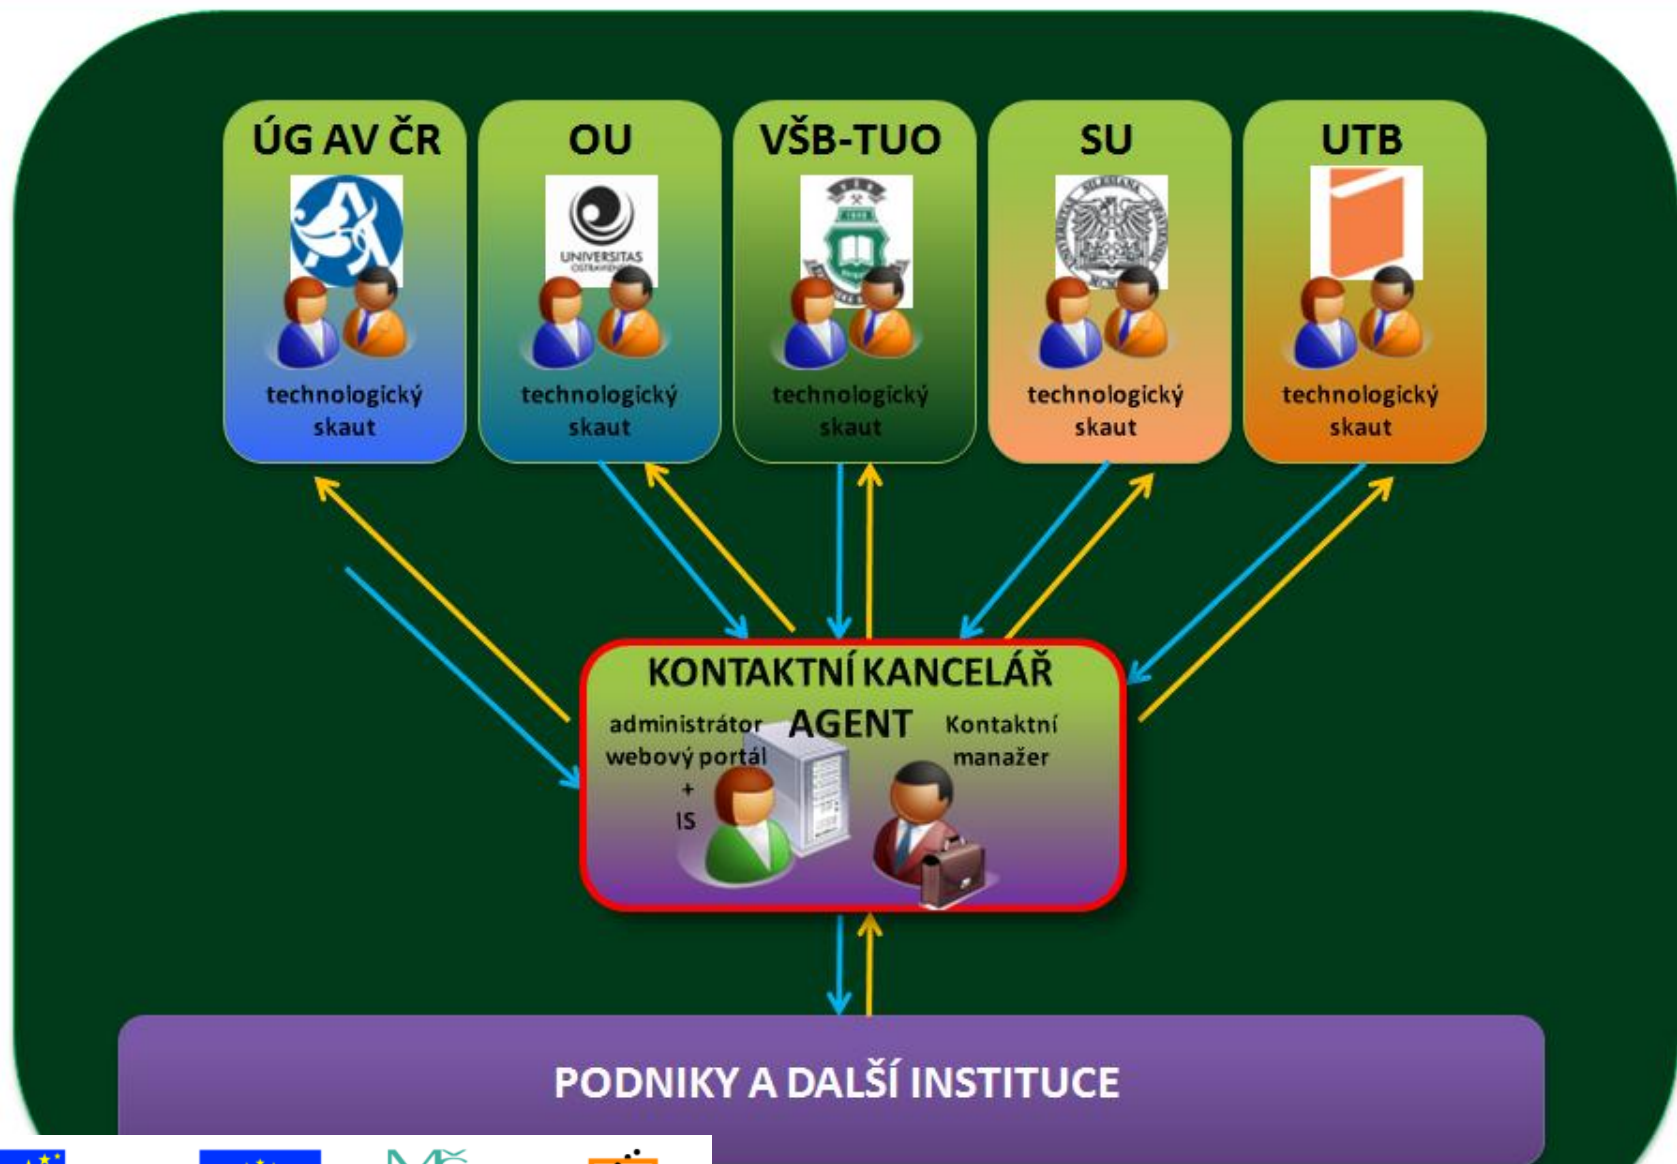 ÚG AV ČR
technologický
skaut
OU
UNIVERSITAS
technologický
skaut
VŠB-TUO
technologický
skaut
SU
technologický
skaut
UTB
technologický
skaut
KONTAKTNÍ KANCELÁŘ
AGENT
administrátor
webový portál
+
IS
Kontaktní
manažer
PODNIKY A DALŠÍ INSTITUCE